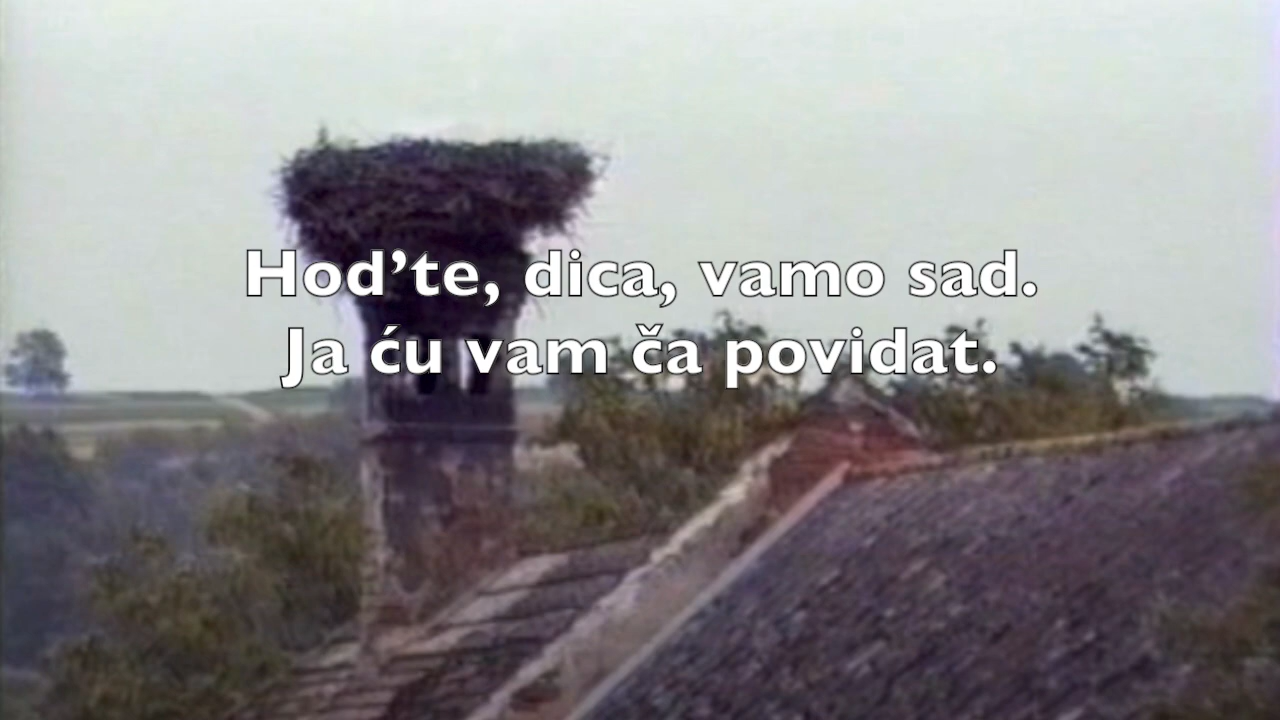 Hod’te, dica, vamo sad.
Ja ću vam ča povidat.